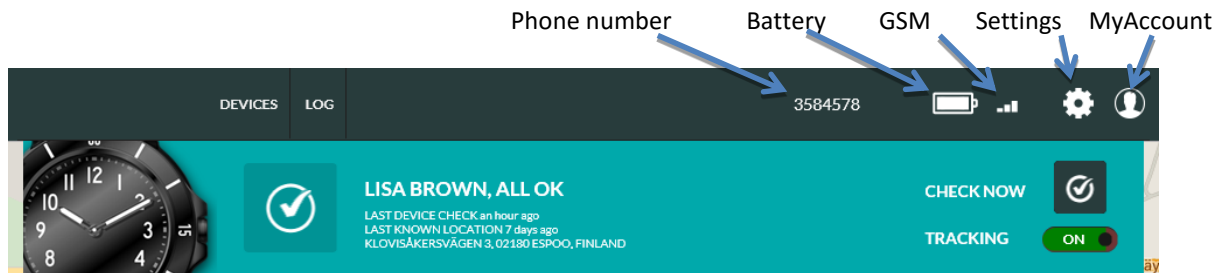 Phone number Battery GSM Settings MyAccount
DEVICES LOG 3584578
LISA BROWN, ALL OK
LAST DEVICE CHECK an hour ago
LAST KNOWN LOCATION 7 days ago
KLOVISÅKERSVÄGEN 3, 02180 ESPOO, FINLAND
CHECK NOW
TRACKING ON
00
10 11 12 1 2
9 3 15
8 4
äy